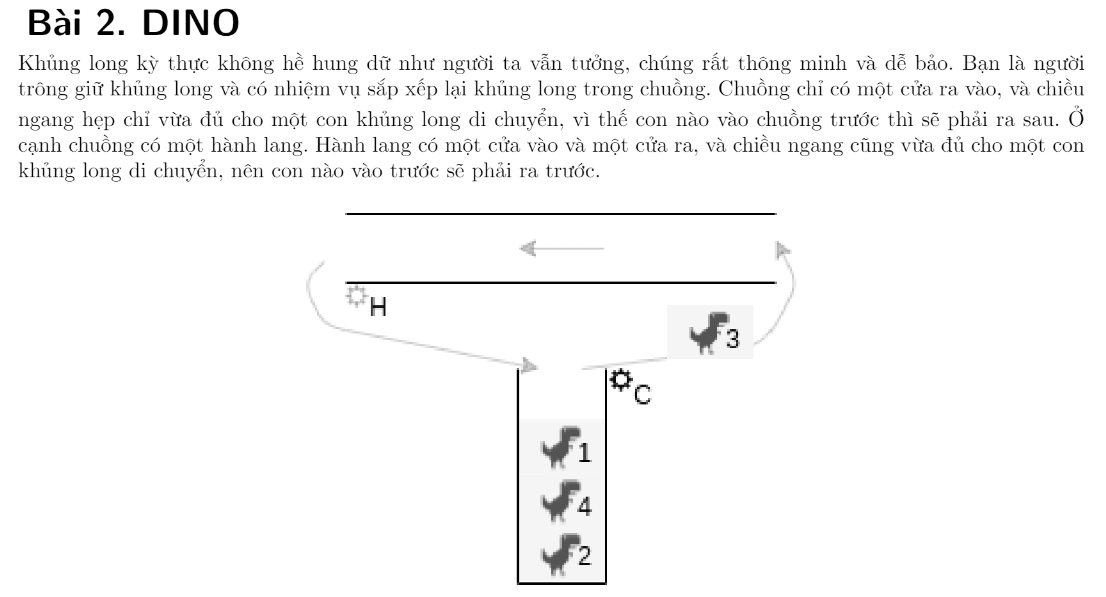 Bài 2. DINO
Khủng long kỳ thực không hề hung dữ như người ta vẫn tưởng, chúng rất thông minh và dễ bảo. Bạn là người
trông giữ khủng long và có nhiệm vụ sắp xếp lại khủng long trong chuồng. Chuồng chỉ có một cửa ra vào, và chiều
ngang hẹp chỉ vừa đủ cho một con khủng long di chuyển, vì thế con nào vào chuồng trước thì sẽ phải ra sau. Ở
cạnh chuồng có một hành lang. Hành lang có một cửa vào và một cửa ra, và chiều ngang cũng vừa đủ cho một con
khủng long di chuyển, nên con nào vào trước sẽ phải ra trước.
H
3
C
1
4
2